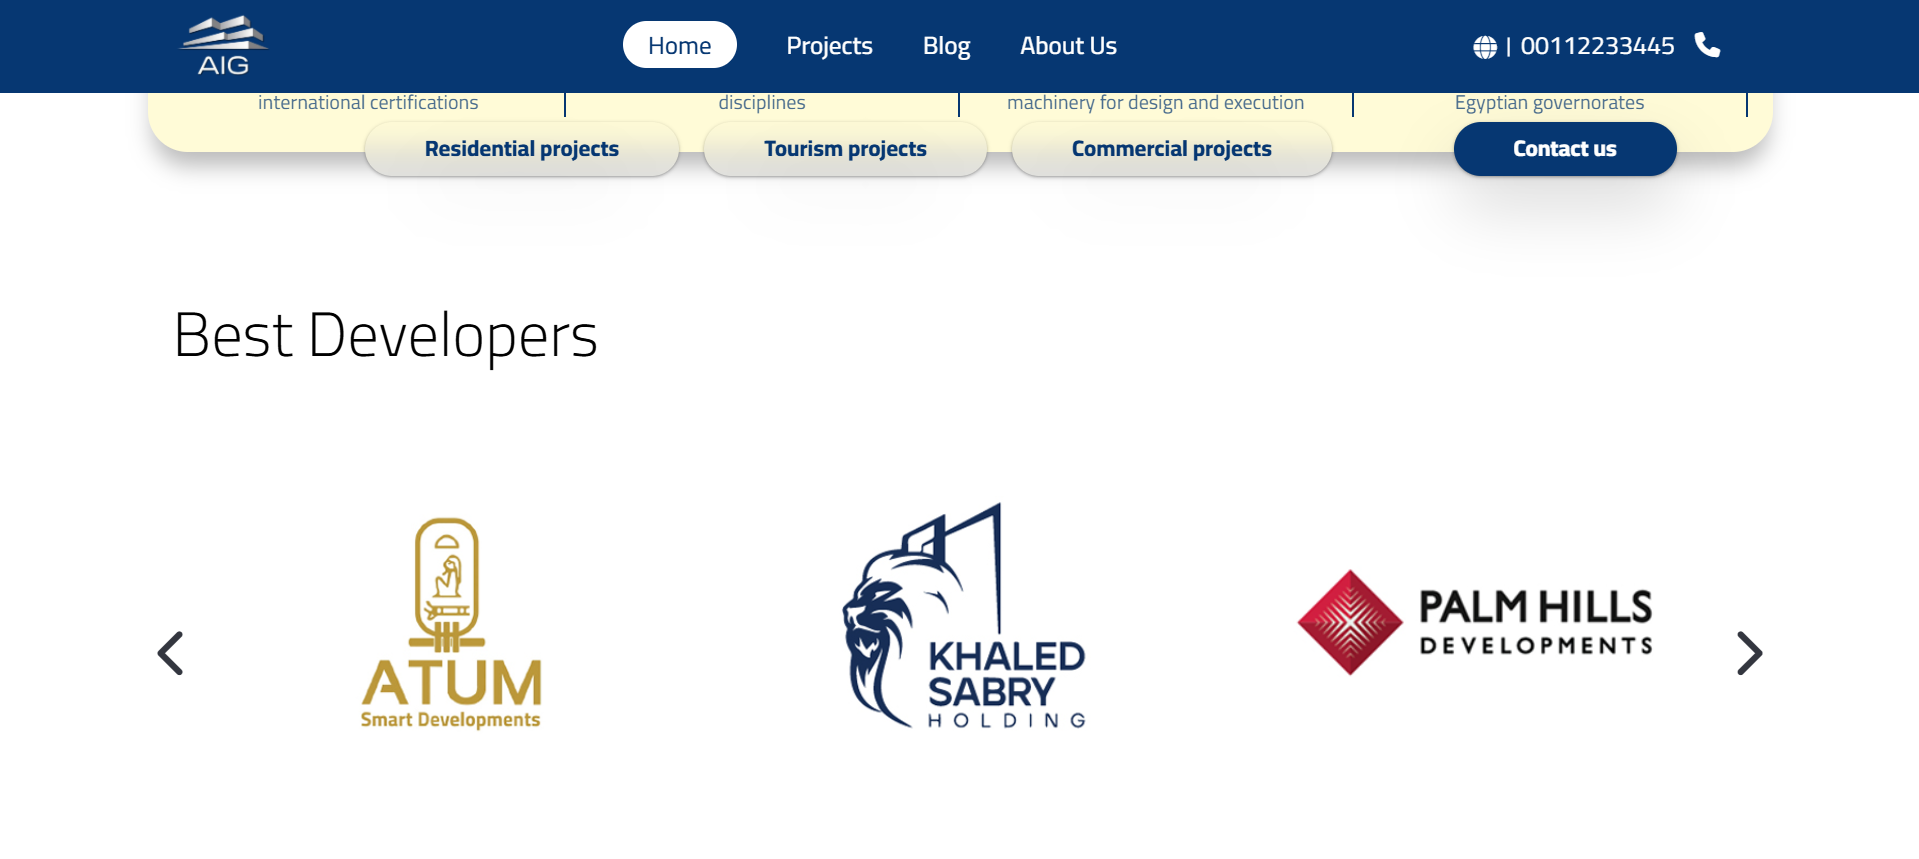 AIG
Home
Projects
Blog
About Us
| 00112233445
international certifications
disciplines
machinery for design and execution
Egyptian governorates
Residential projects
Tourism projects
Commercial projects
Contact us
Best Developers
ATUM
Smart Developments
KHALED
SABRY
HOLDING
PALM HILLS
DEVELOPMENTS